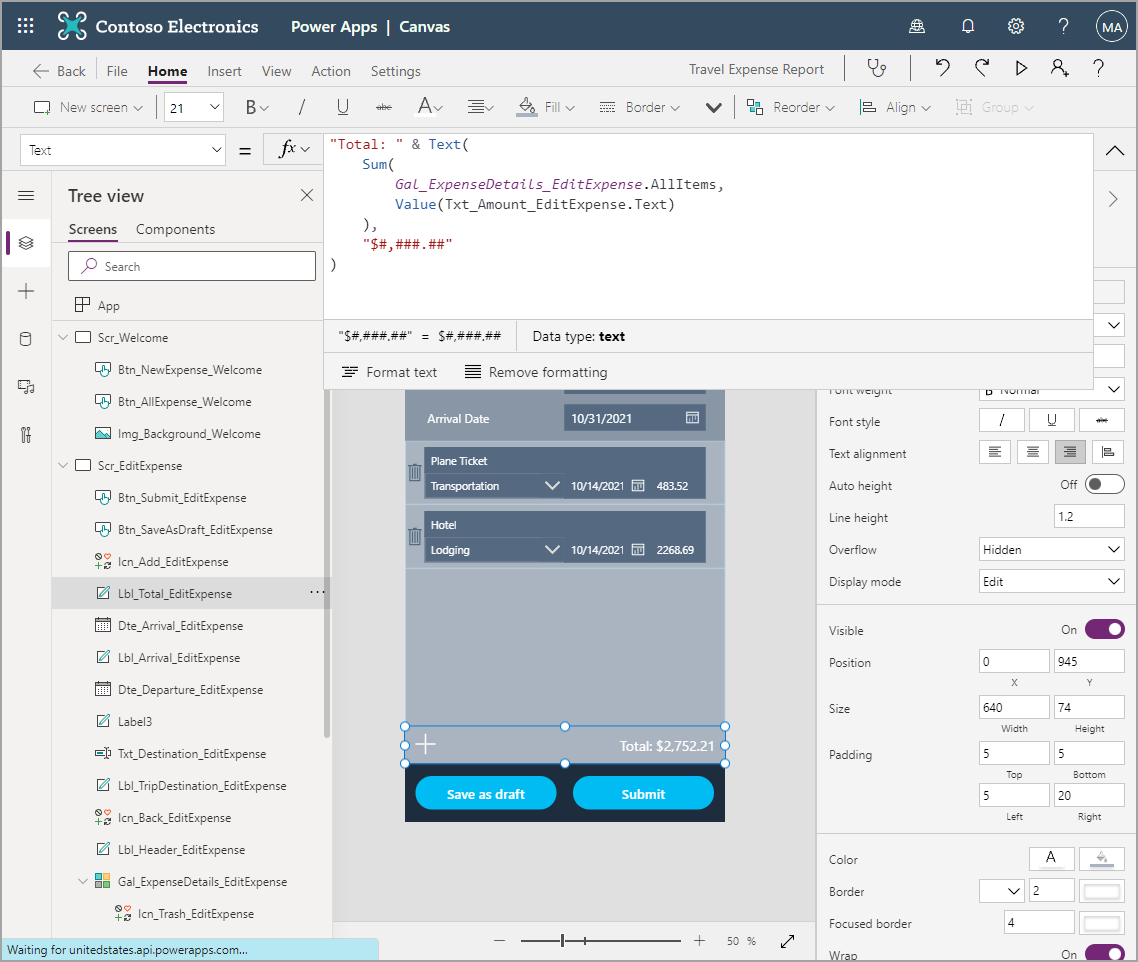 Contoso Electronics Power Apps | Canvas MA
Back File Home Insert View Action Settings Travel Expense Report
New screen 21 B / U abc A Fill Border Reorder Align Group
Text = fx
"Total: " & Text(
Sum(
Gal_ExpenseDetails_EditExpense.AllItems,
Value(Txt_Amount_EditExpense.Text)
),
"$#,###.##"
)
"$#,###.##" = $#,###.## Data type: text
Format text Remove formatting
Tree view
Screens Components
Search
App
Scr_Welcome
Btn_NewExpense_Welcome
Btn_AllExpense_Welcome
Img_Background_Welcome
Scr_EditExpense
Btn_Submit_EditExpense
Btn_SaveAsDraft_EditExpense
Icn_Add_EditExpense
Lbl_Total_EditExpense ...
Dte_Arrival_EditExpense
Lbl_Arrival_EditExpense
Dte_Departure_EditExpense
Label3
Txt_Destination_EditExpense
Lbl_TripDestination_EditExpense
Icn_Back_EditExpense
Lbl_Header_EditExpense
Gal_ExpenseDetails_EditExpense
Icn_Trash_EditExpense
Waiting for unitedstates.api.powerapps.com...
Arrival Date 10/31/2021
Plane Ticket
Transportation 10/14/2021 483.52
Hotel
Lodging 10/14/2021 2268.69
Total: $2,752.21
Save as draft Submit
50 %
Font weight B Normal
Font style / U abc
Text alignment
Auto height Off
Line height 1.2
Overflow Hidden
Display mode Edit
Visible On
Position 0 945
X Y
Size 640 74
Width Height
Padding 5 5
Top Bottom
5 20
Left Right
Color A
Border 2
Focused border 4
Wrap On